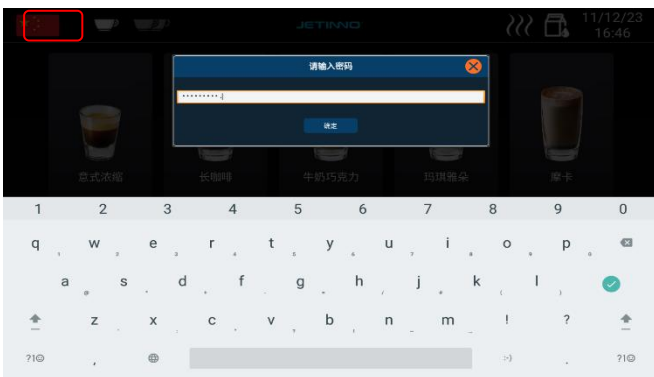 JETINNO
11/12/23
16:46
请输入密码
确定
意式浓缩 长咖啡 牛奶巧克力 玛琪雅朵 摩卡
1 2 3 4 5 6 7 8 9 0
q w e r t y u i o p
a s d f g h j k l
z x c v b n m ! ?
?1☺ , :-) . ?1☺